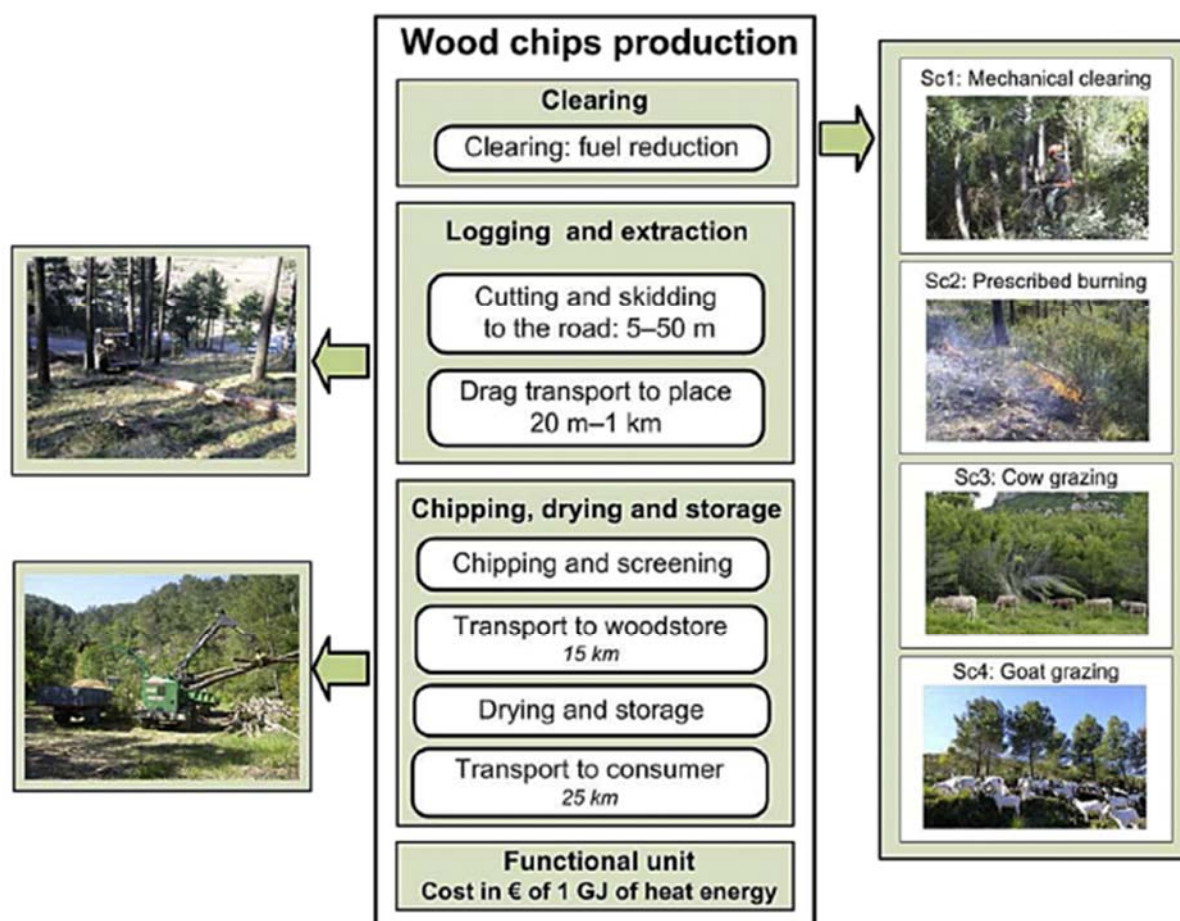 Wood chips production
Clearing
Clearing: fuel reduction
Logging and extraction
Cutting and skidding
to the road: 5–50 m
Drag transport to place
20 m–1 km
Chipping, drying and storage
Chipping and screening
Transport to woodstore
15 km
Drying and storage
Transport to consumer
25 km
Functional unit
Cost in € of 1 GJ of heat energy
Sc1: Mechanical clearing
Sc2: Prescribed burning
Sc3: Cow grazing
Sc4: Goat grazing